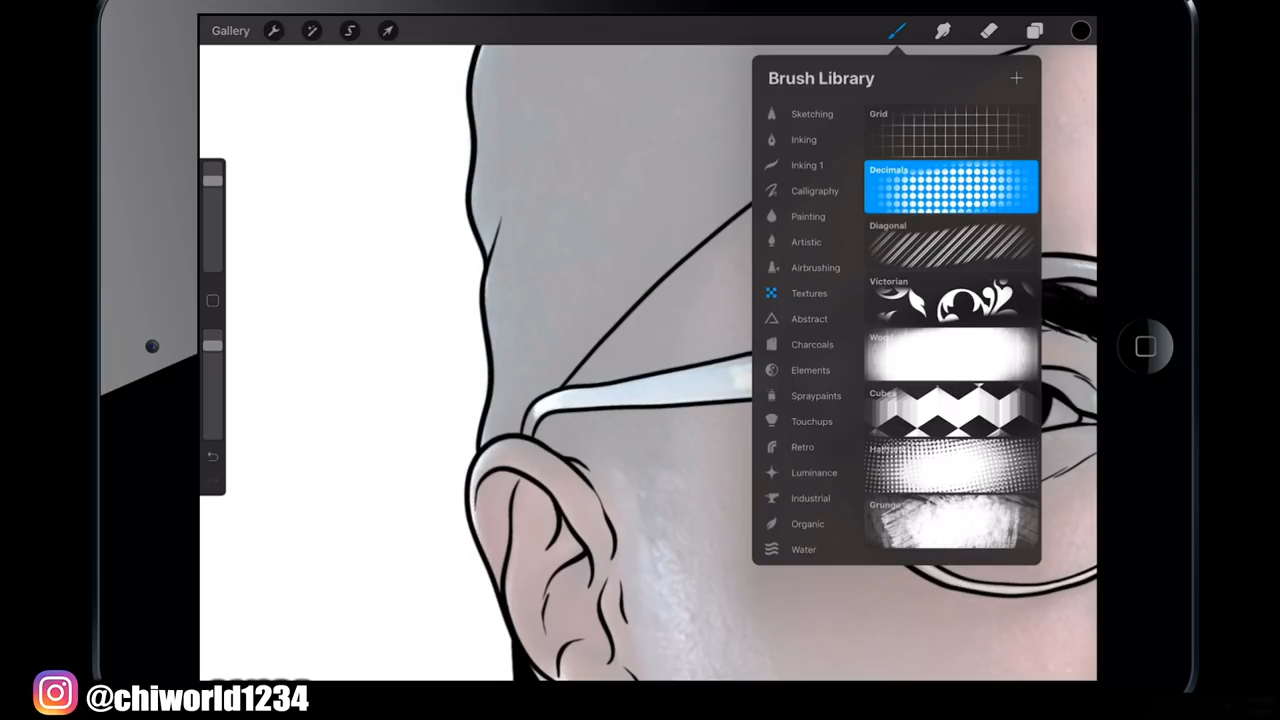 Gallery
Brush Library
Sketching
Inking
Inking 1
Calligraphy
Painting
Artistic
Airbrushing
Textures
Abstract
Charcoals
Elements
Spraypaints
Touchups
Retro
Luminance
Industrial
Organic
Water
Grid
Decimals
Diagonal
Victorian
Cubes
Grunge
@chiworld1234